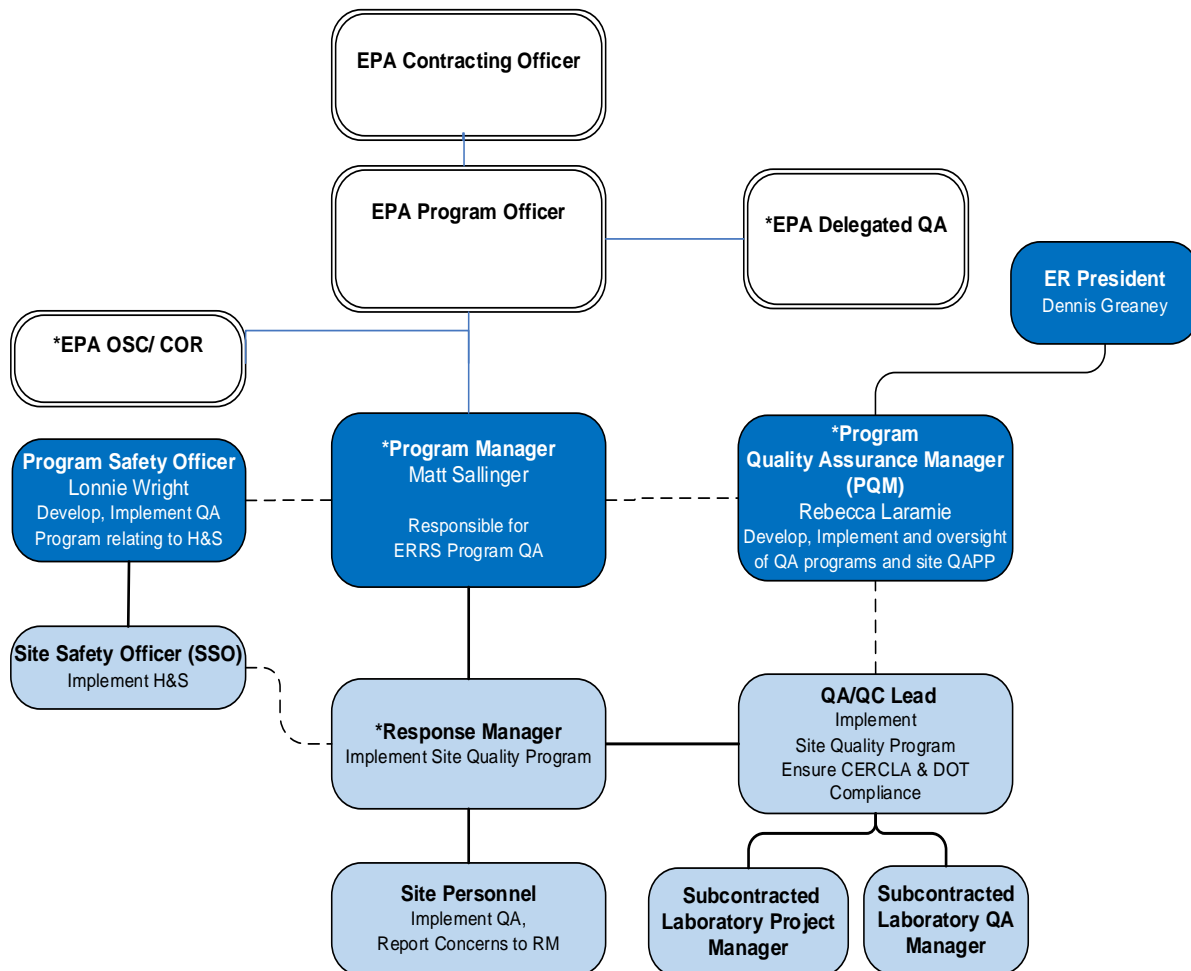 EPA Contracting Officer
EPA Program Officer
*EPA Delegated QA
ER President
Dennis Greaney
*EPA OSC/ COR
Program Safety Officer
Lonnie Wright
Develop, Implement QA
Program relating to H&S
*Program Manager
Matt Sallinger
Responsible for
ERRS Program QA
*Program
Quality Assurance Manager
(PQM)
Rebecca Laramie
Develop, Implement and oversight
of QA programs and site QAPP
Site Safety Officer (SSO)
Implement H&S
*Response Manager
Implement Site Quality Program
QA/QC Lead
Implement
Site Quality Program
Ensure CERCLA & DOT
Compliance
Site Personnel
Implement QA,
Report Concerns to RM
Subcontracted
Laboratory Project
Manager
Subcontracted
Laboratory QA
Manager